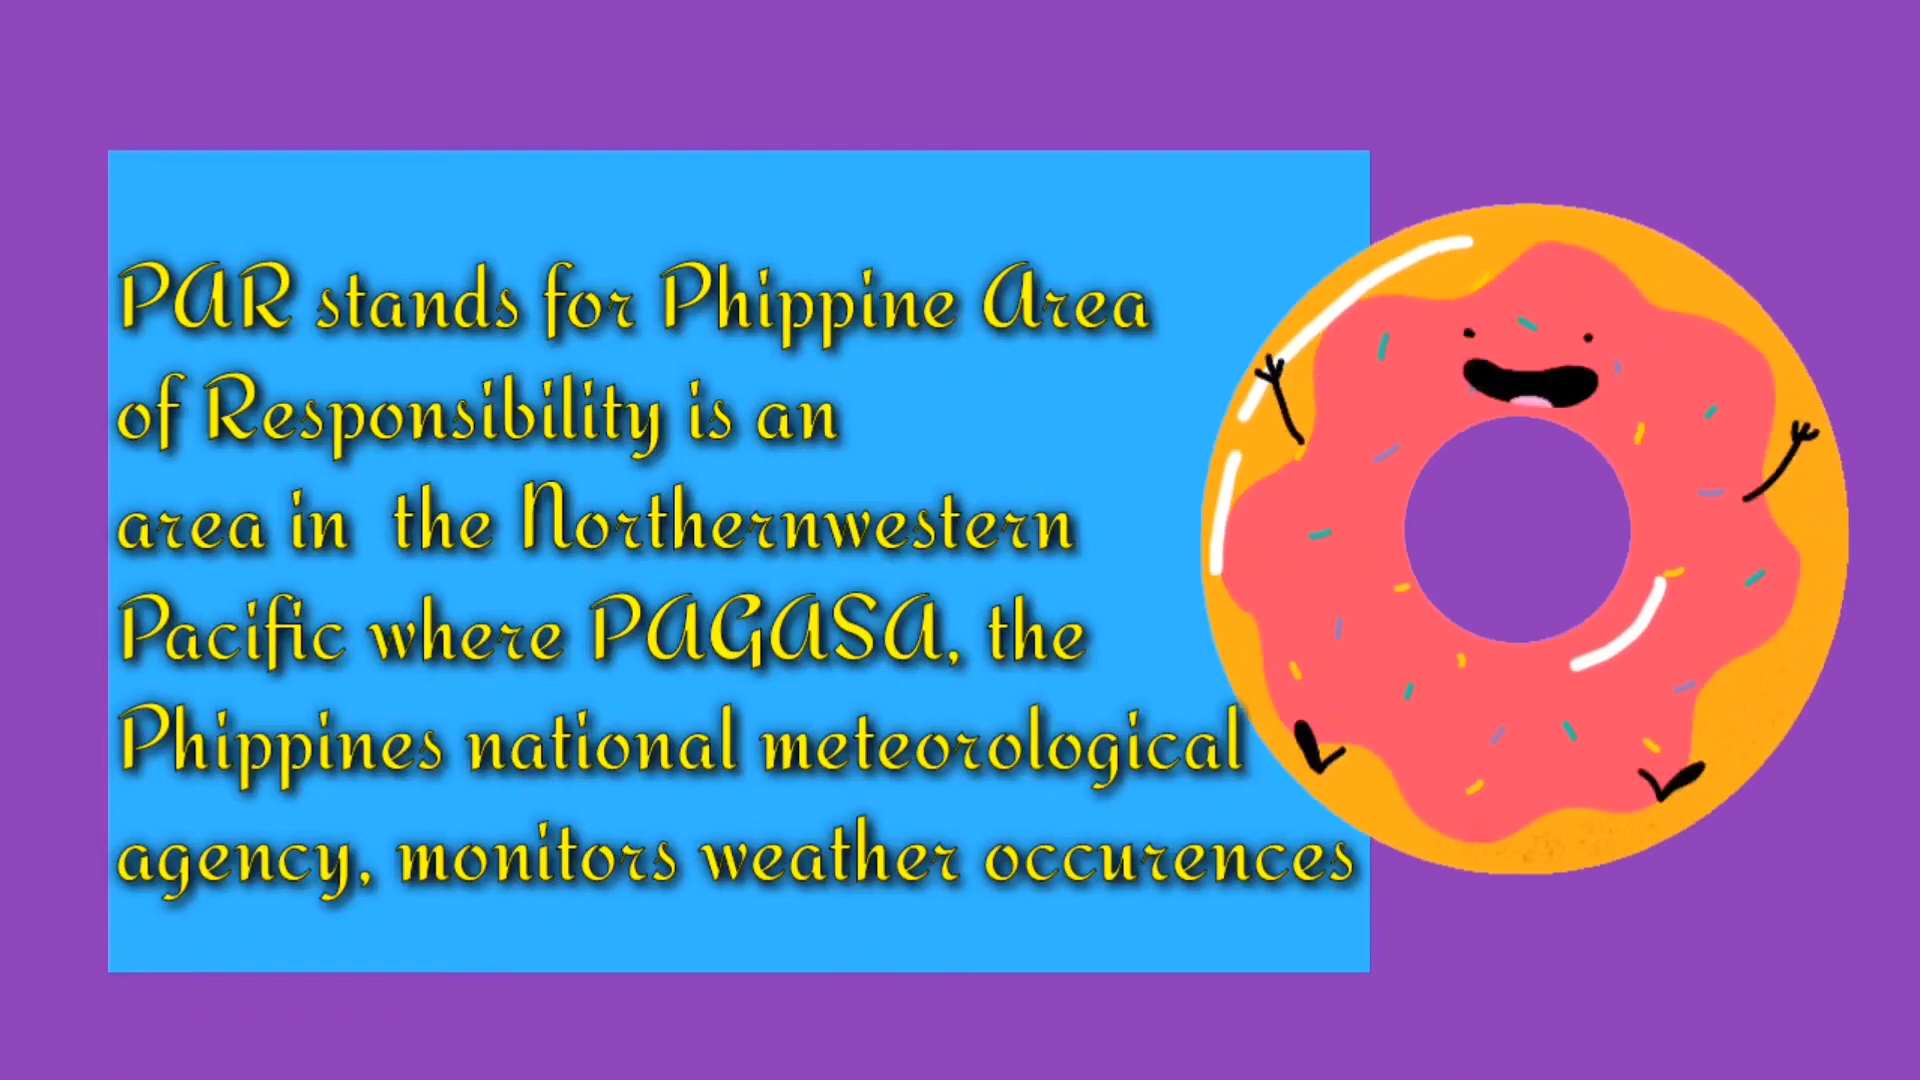 PAR stands for Phippine Area
of Responsibility is an
area in the Northernwestern
Pacific where PAGASA, the
Phippines national meteorological
agency, monitors weather occurences